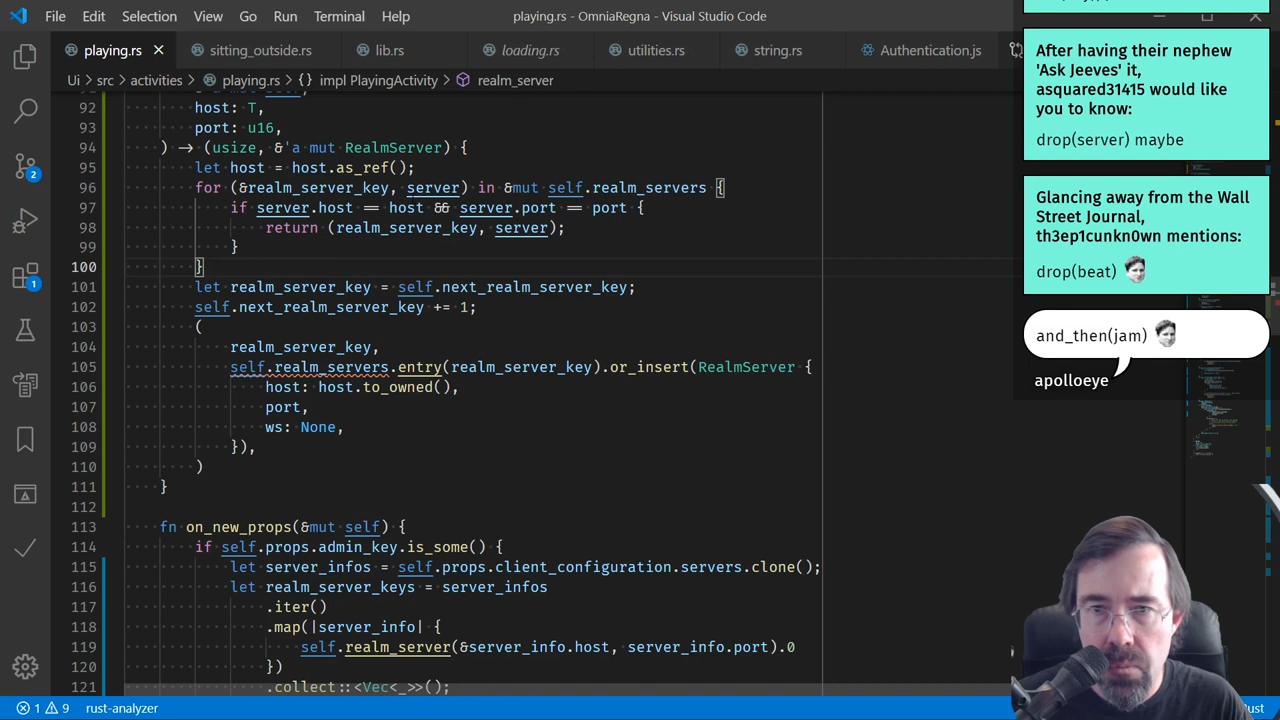 File Edit Selection View Go Run Terminal Help
playing.rs - OmniaRegna - Visual Studio Code
playing.rs
sitting_outside.rs
lib.rs
loading.rs
utilities.rs
string.rs
Authentication.js
Ui > src > activities > playing.rs > {} impl PlayingActivity > realm_server
92 host: T,
93 port: u16,
94 ) -> (usize, &'a mut RealmServer) {
95 let host = host.as_ref();
96 for (&realm_server_key, server) in &mut self.realm_servers {
97 if server.host == host && server.port == port {
98 return (realm_server_key, server);
99 }
100 }
101 let realm_server_key = self.next_realm_server_key;
102 self.next_realm_server_key += 1;
103 (
104 realm_server_key,
105 self.realm_servers.entry(realm_server_key).or_insert(RealmServer {
106 host: host.to_owned(),
107 port,
108 ws: None,
109 }),
110 )
111 }
112
113 fn on_new_props(&mut self) {
114 if self.props.admin_key.is_some() {
115 let server_infos = self.props.client_configuration.servers.clone();
116 let realm_server_keys = server_infos
117 .iter()
118 .map(|server_info| {
119 self.realm_server(&server_info.host, server_info.port).0
120 })
121 .collect::<Vec<_>>();
2
1
After having their nephew
'Ask Jeeves' it,
asquared31415 would like
you to know:
drop(server) maybe
Glancing away from the Wall
Street Journal,
th3ep1cunkn0wn mentions:
drop(beat)
and_then(jam)
apolloeye
1 9 rust-analyzer